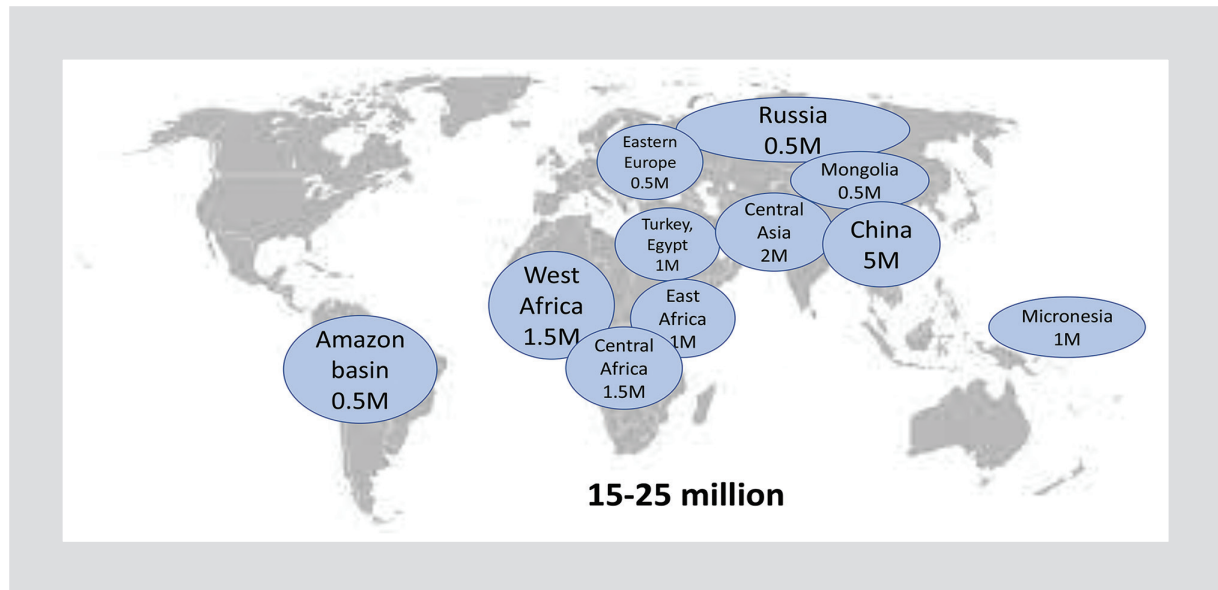 Russia
0.5M
Eastern
Europe
0.5M
Mongolia
0.5M
Central
Asia
2M
China
5M
Turkey,
Egypt
1M
West
Africa
1.5M
East
Africa
1M
Central
Africa
1.5M
Amazon
basin
0.5M
Micronesia
1M
15-25 million